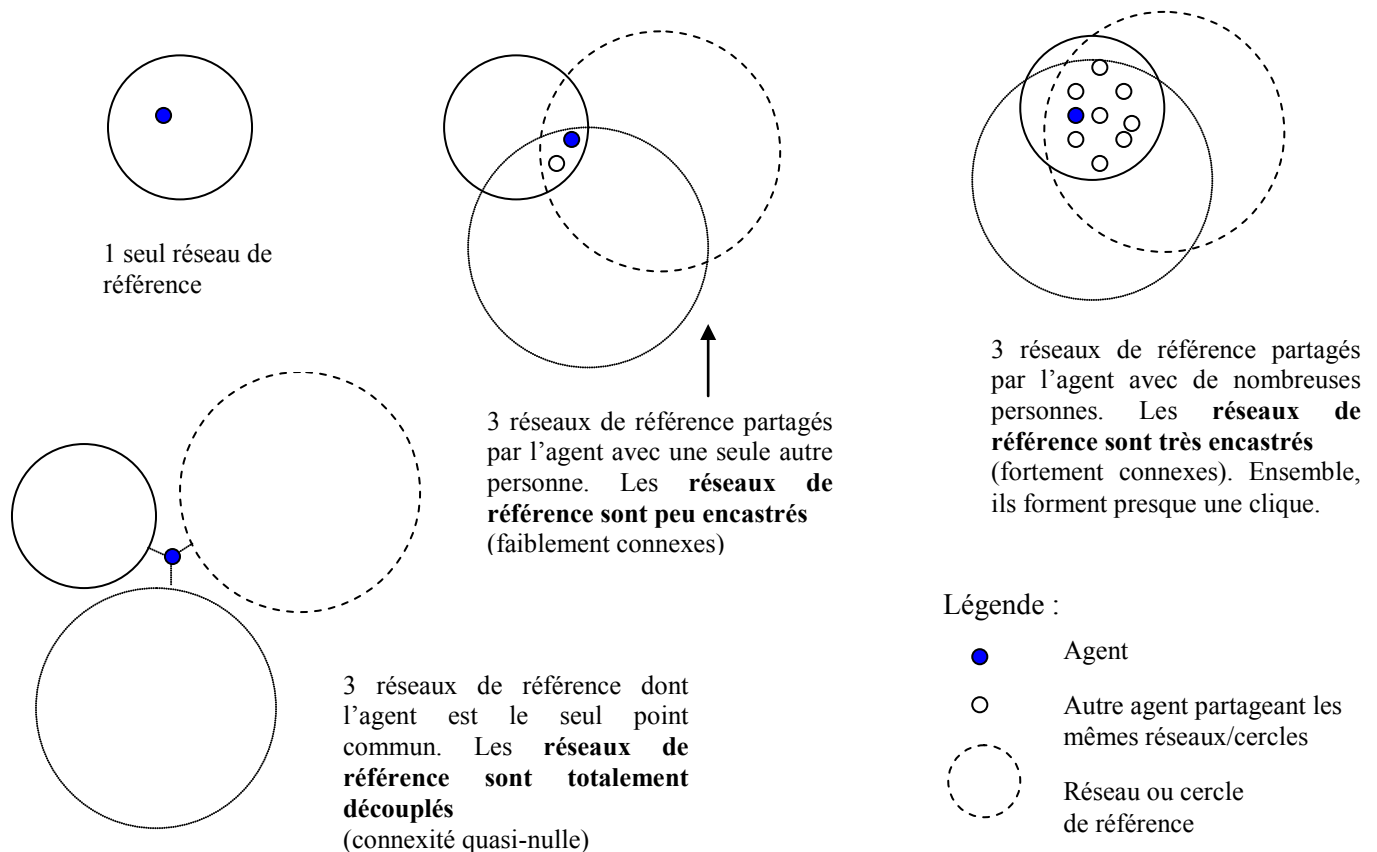 1 seul réseau de
référence
3 réseaux de référence partagés
par l’agent avec une seule autre
personne. Les réseaux de
référence sont peu encastrés
(faiblement connexes)
3 réseaux de référence partagés
par l’agent avec de nombreuses
personnes. Les réseaux de
référence sont très encastrés
(fortement connexes). Ensemble,
ils forment presque une clique.
3 réseaux de référence dont
l’agent est le seul point
commun. Les réseaux de
référence sont totalement
découplés
(connexité quasi-nulle)
Légende :
Agent
Autre agent partageant les
mêmes réseaux/cercles
Réseau ou cercle
de référence